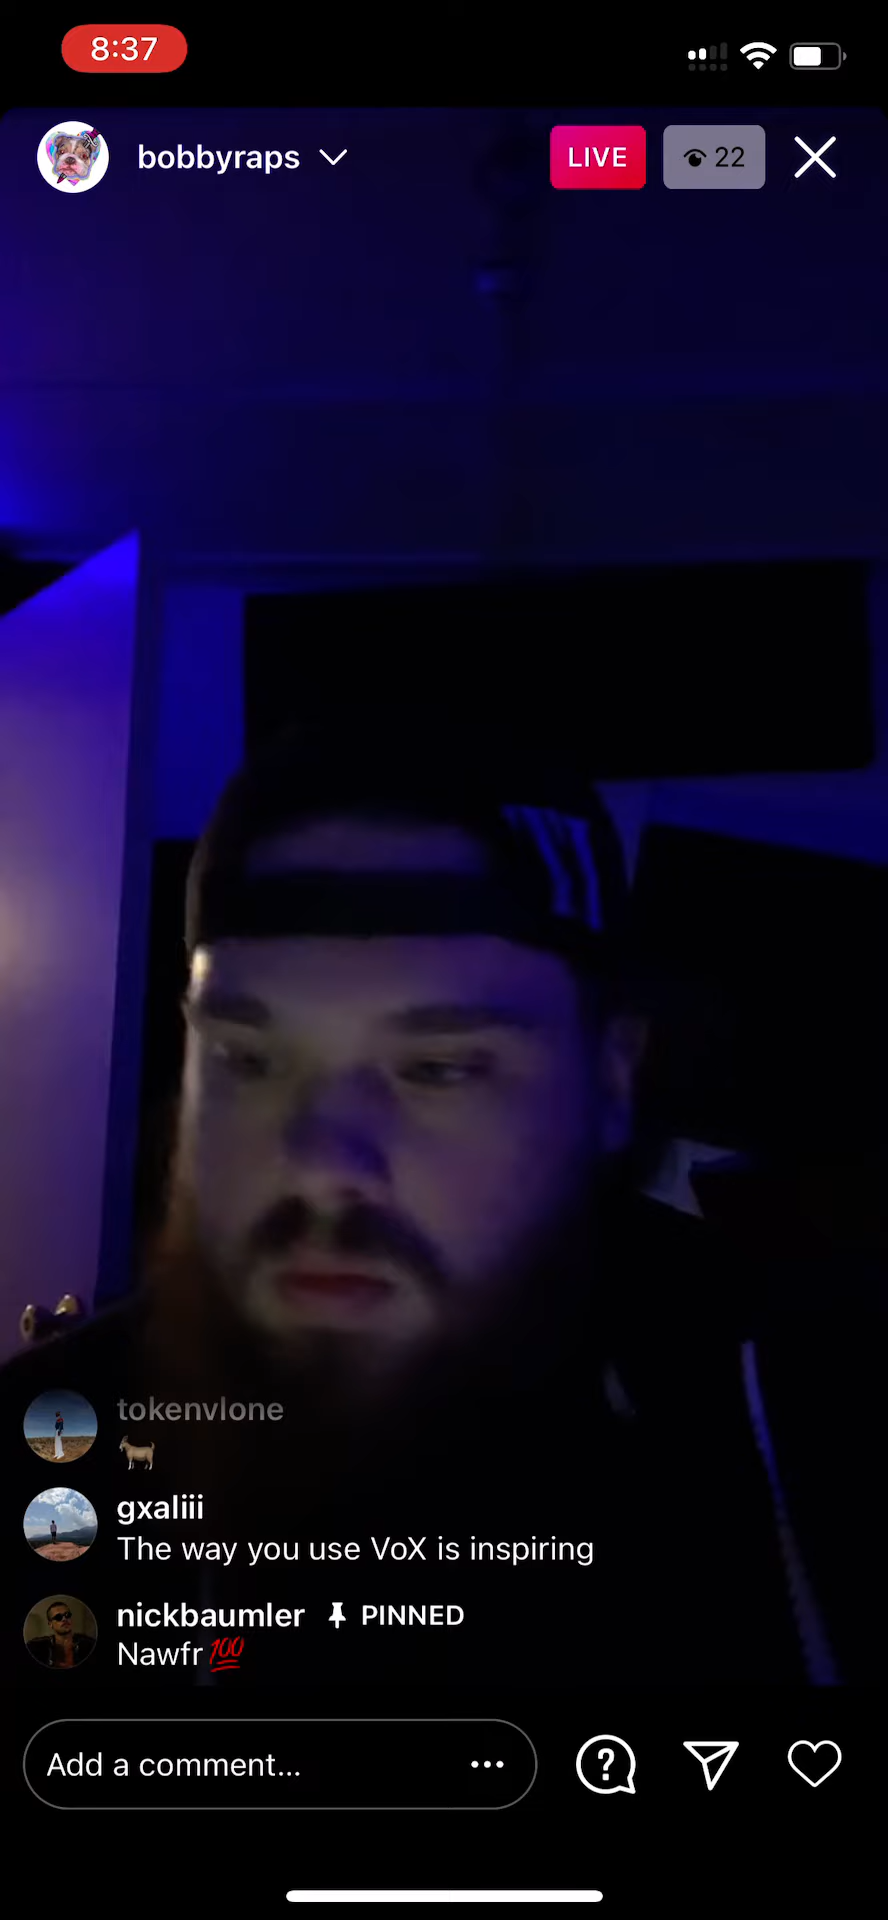 8:37
bobbyraps
LIVE
22
tokenvlone
🐐
gxaliii
The way you use VoX is inspiring
nickbaumler PINNED
Nawfr 💯
Add a comment...